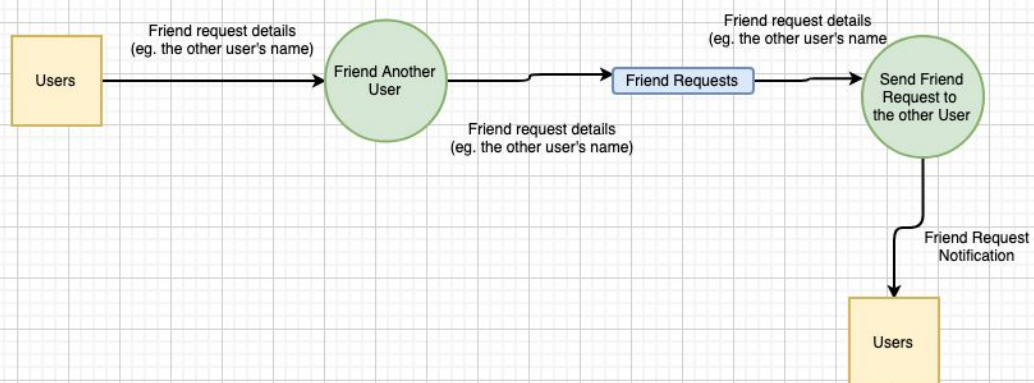 Friend request details
(eg. the other user's name)
Users
Friend Another
User
Friend request details
(eg. the other user's name)
Friend Requests
Friend request details
(eg. the other user's name
Send Friend
Request to
the other User
Friend Request
Notification
Users